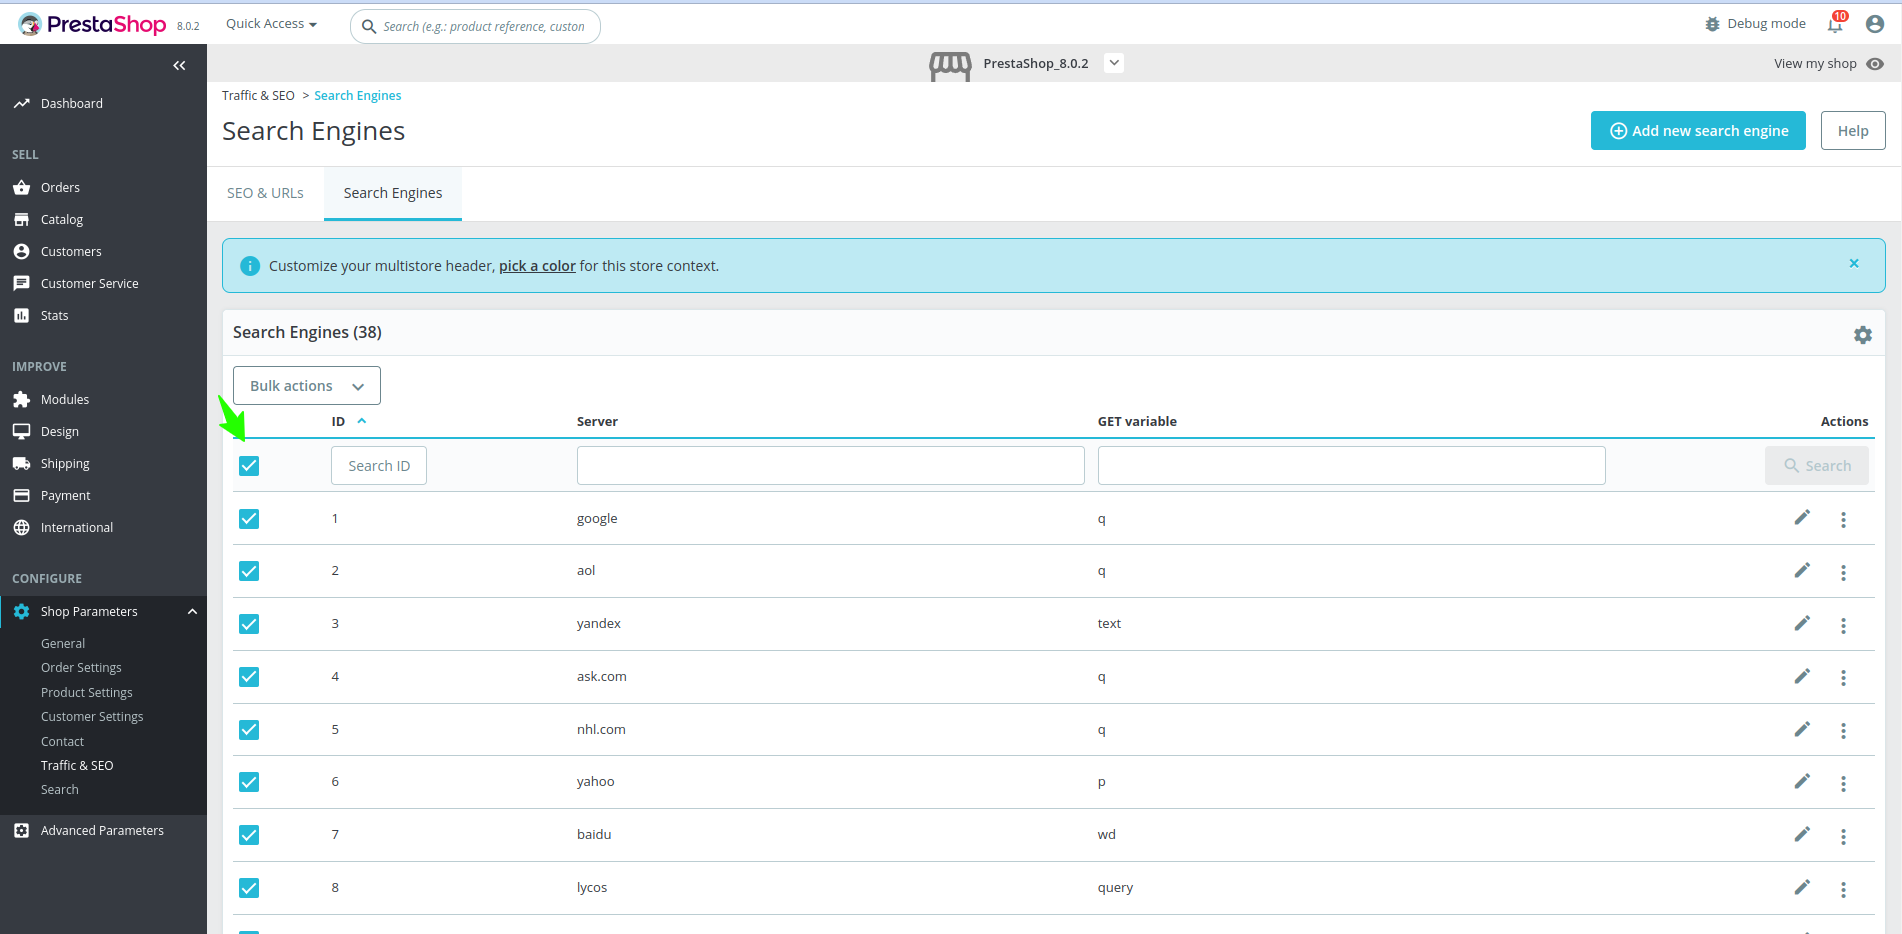 PrestaShop 8.0.2 Quick Access Search (e.g.: product reference, custon Debug mode 10
PrestaShop_8.0.2 View my shop
Traffic & SEO > Search Engines
Search Engines
Add new search engine Help
SEO & URLs Search Engines
Customize your multistore header, pick a color for this store context.
Dashboard
SELL
Orders
Catalog
Customers
Customer Service
Stats
IMPROVE
Modules
Design
Shipping
Payment
International
CONFIGURE
Shop Parameters
General
Order Settings
Product Settings
Customer Settings
Contact
Traffic & SEO
Search
Advanced Parameters
Search Engines (38)
Bulk actions
ID Server GET variable Actions
Search ID Search
1 google q
2 aol q
3 yandex text
4 ask.com q
5 nhl.com q
6 yahoo p
7 baidu wd
8 lycos query